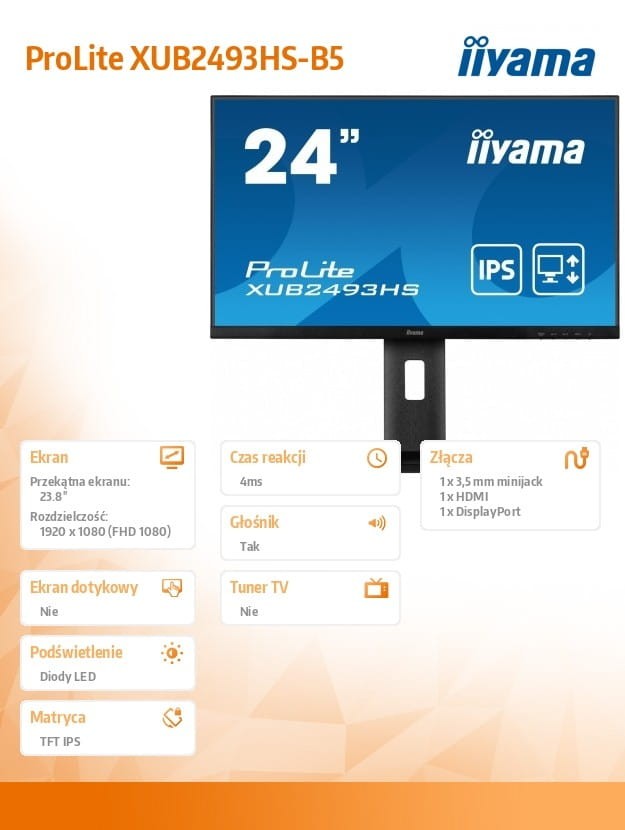 ProLite XUB2493HS-B5
iiyama
24”
iiyama
ProLite
XUB2493HS
IPS
iiyama
Ekran
Przekątna ekranu:
23.8”
Rozdzielczość:
1920 x 1080 (FHD 1080)
Czas reakcji
4ms
Złącza
1 x 3,5 mm minijack
1 x HDMI
1 x DisplayPort
Głośnik
Tak
Ekran dotykowy
Nie
Tuner TV
Nie
Podświetlenie
Diody LED
Matryca
TFT IPS